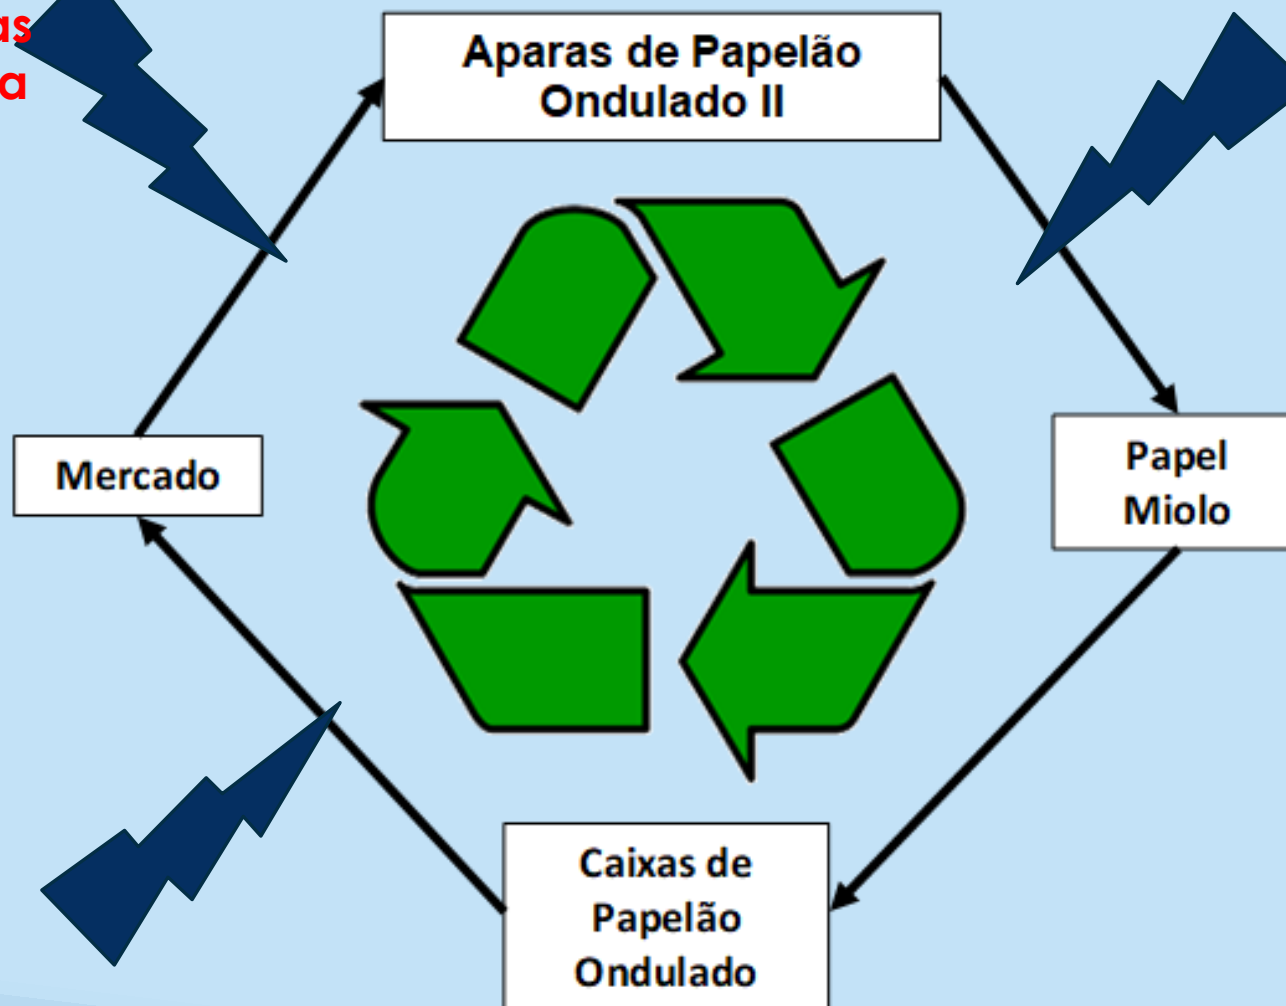 Aparas de Papelão
Ondulado II
Mercado
Papel
Miolo
Caixas de
Papelão
Ondulado